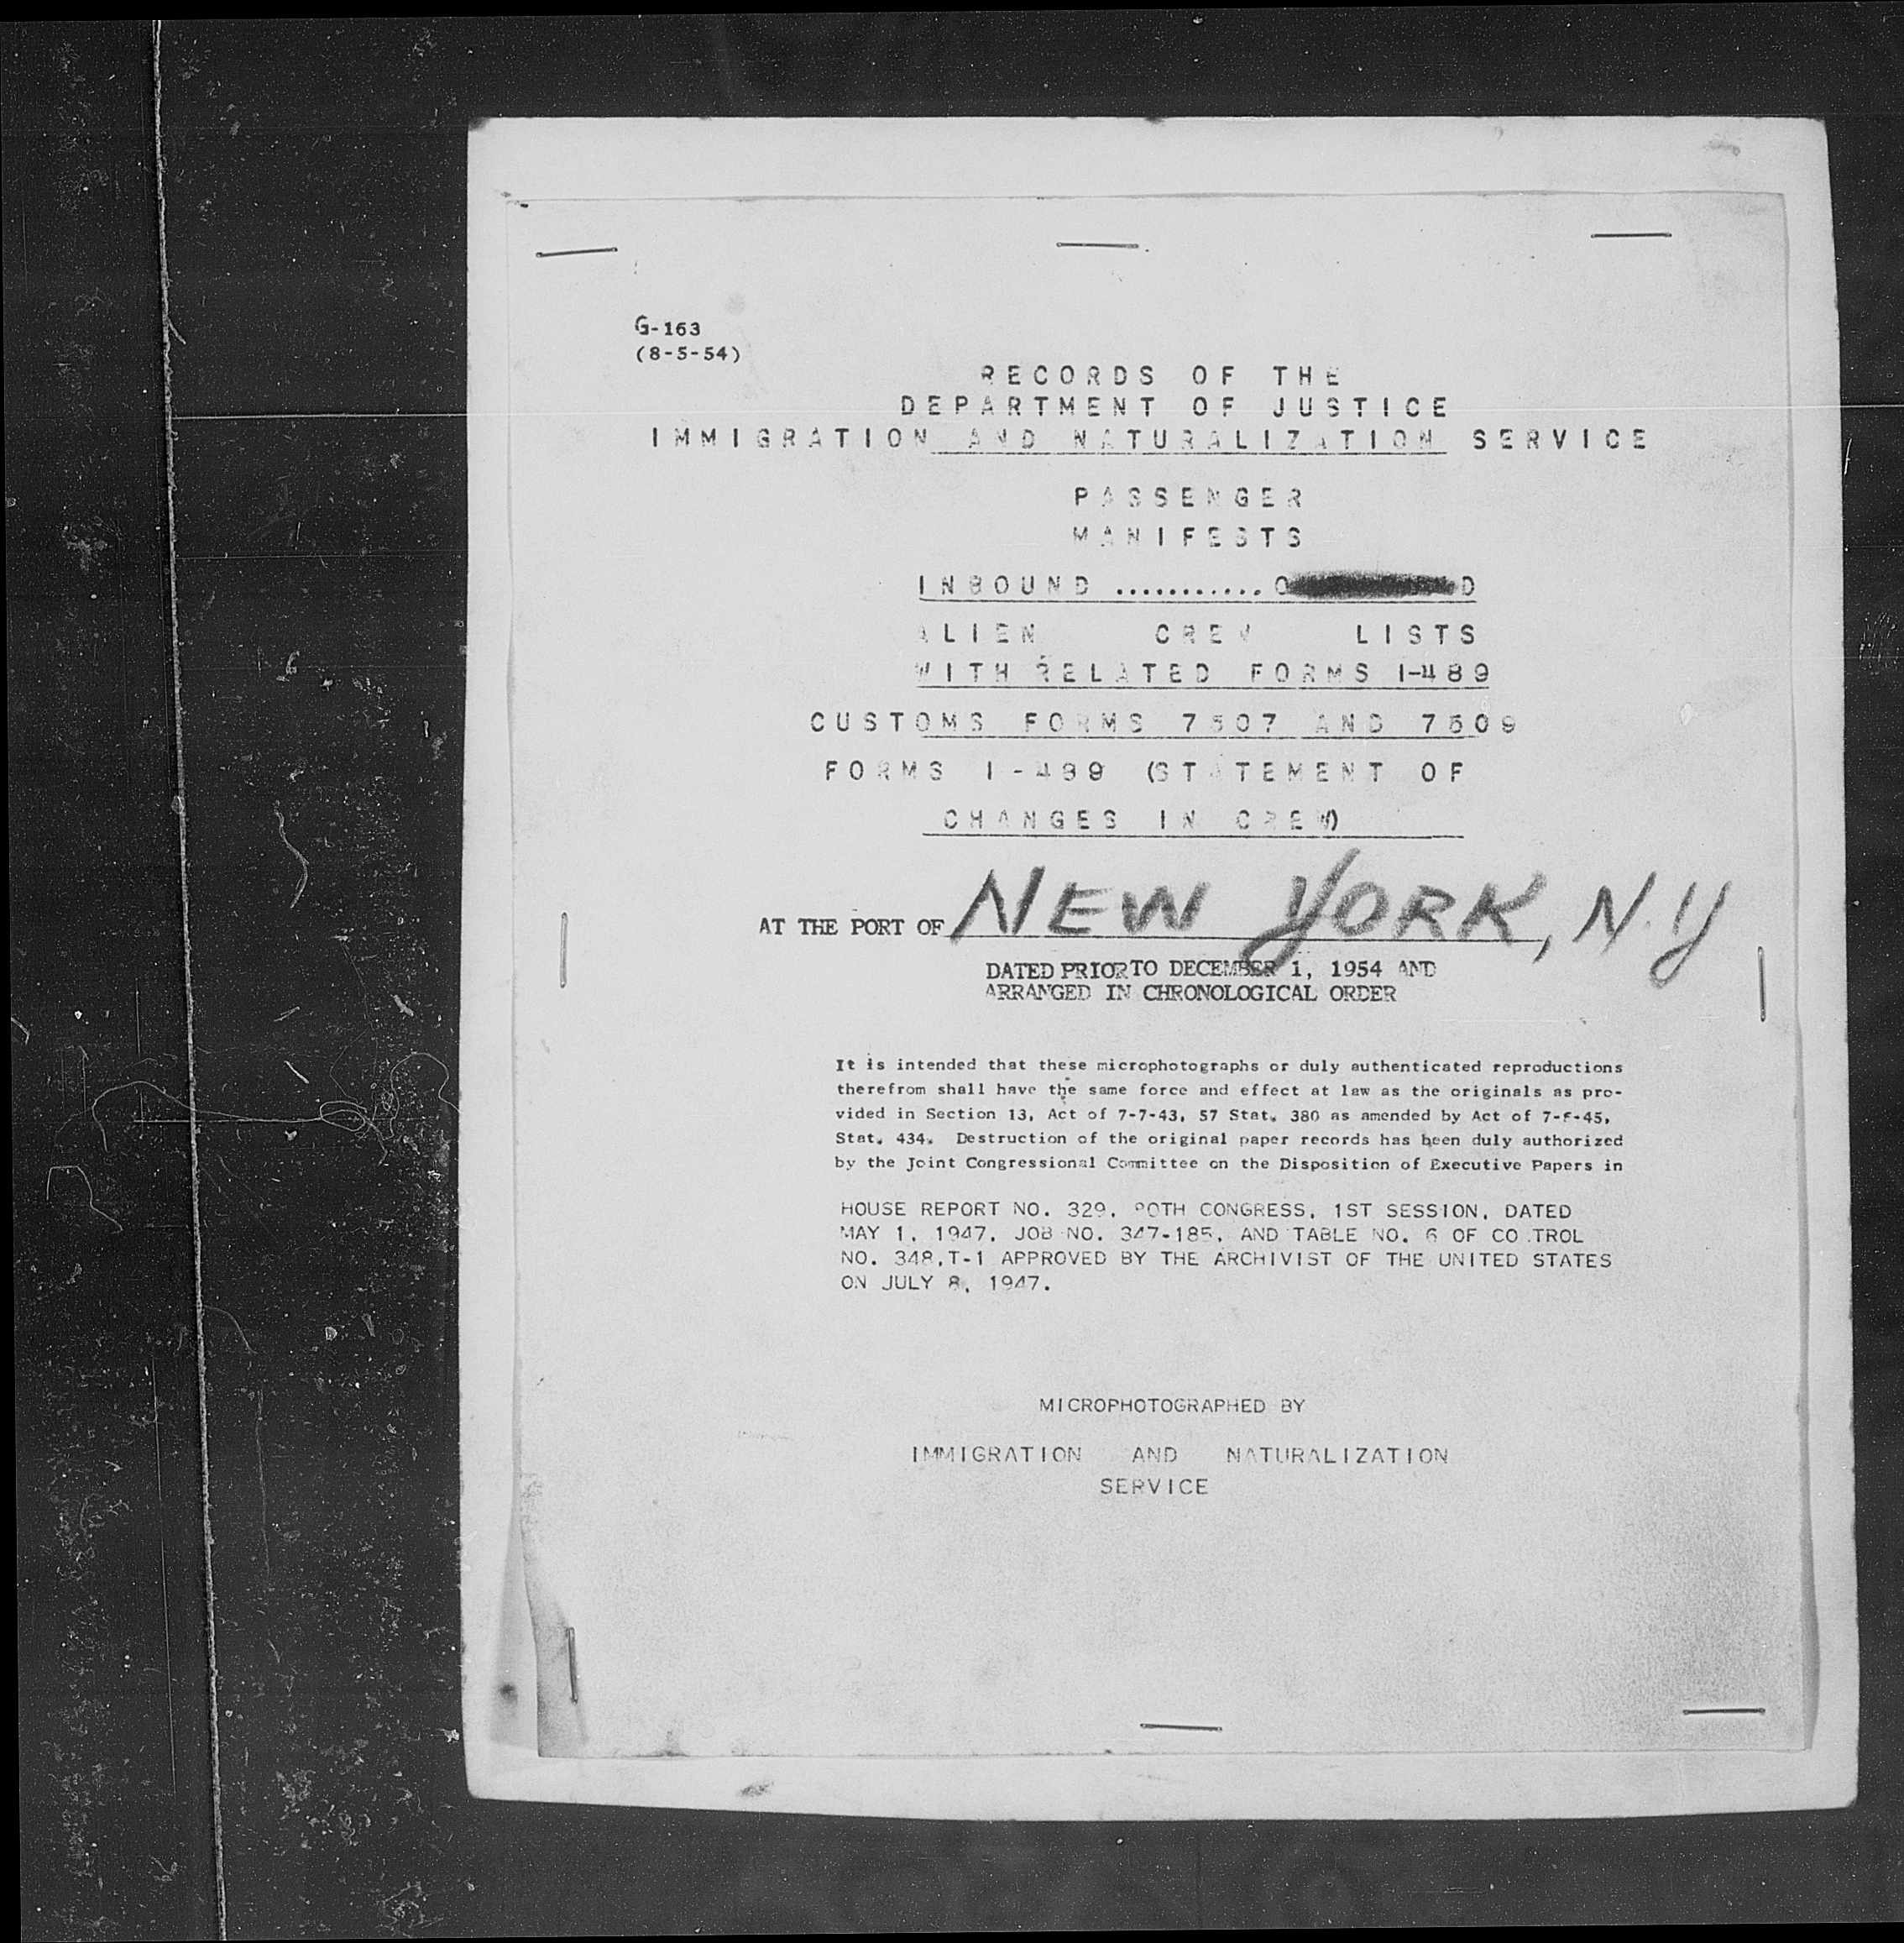 G-163
(8-5-54)
RECORDS OF THE
DEPARTMENT OF JUSTICE
IMMIGRATION AND NATURALIZATION SERVICE
PASSENGER
MANIFESTS
INBOUND ...........O D
ALIEN CREW LISTS
WITH RELATED FORMS I-489
CUSTOMS FORMS 7507 AND 7509
FORMS I-489 (STATEMENT OF
CHANGES IN CREW)
AT THE PORT OF NEW YORK, N.Y
DATED PRIOR TO DECEMBER 1, 1954 AND
ARRANGED IN CHRONOLOGICAL ORDER
It is intended that these microphotographs or duly authenticated reproductions
therefrom shall have the same force and effect at law as the originals as pro-
vided in Section 13, Act of 7-7-43, 57 Stat. 380 as amended by Act of 7-6-45,
Stat. 434. Destruction of the original paper records has been duly authorized
by the Joint Congressional Committee on the Disposition of Executive Papers in
HOUSE REPORT NO. 329, 80TH CONGRESS, 1ST SESSION, DATED
MAY 1, 1947, JOB NO. 347-185, AND TABLE NO. 6 OF CO TROL
NO. 348,T-1 APPROVED BY THE ARCHIVIST OF THE UNITED STATES
ON JULY 8, 1947.
MICROPHOTOGRAPHED BY
IMMIGRATION AND NATURALIZATION
SERVICE